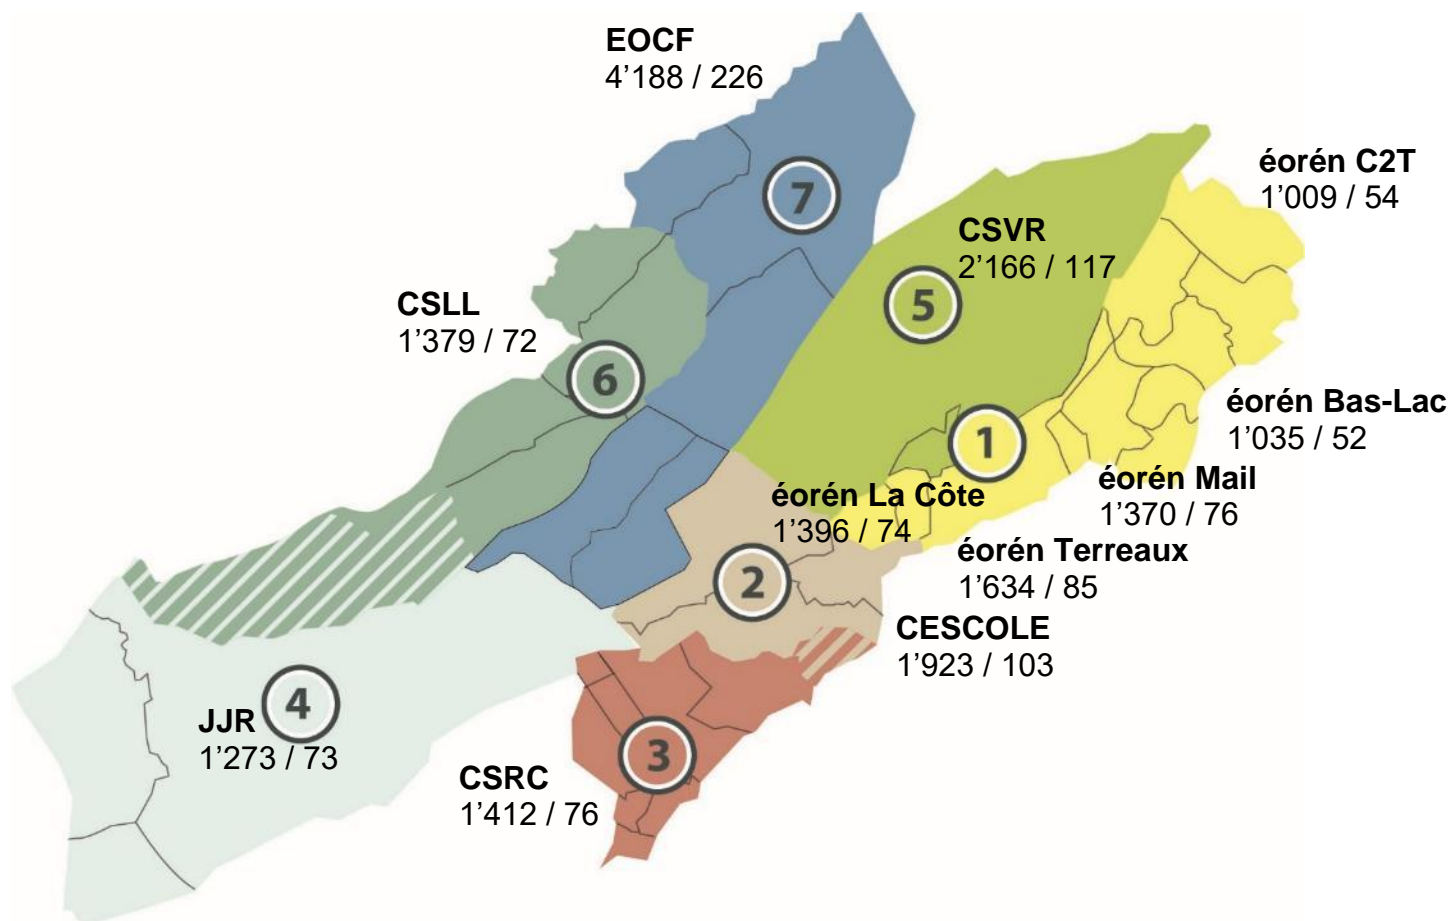 EOCF
4’188 / 226
7
éorén C2T
1’009 / 54
CSVR
2’166 / 117
5
CSLL
1’379 / 72
6
éorén Bas-Lac
1’035 / 52
1
éorén Mail
1’370 / 76
éorén La Côte
1’396 / 74
éorén Terreaux
1’634 / 85
2
CESCOLE
1’923 / 103
4
JJR
1’273 / 73
3
CSRC
1’412 / 76